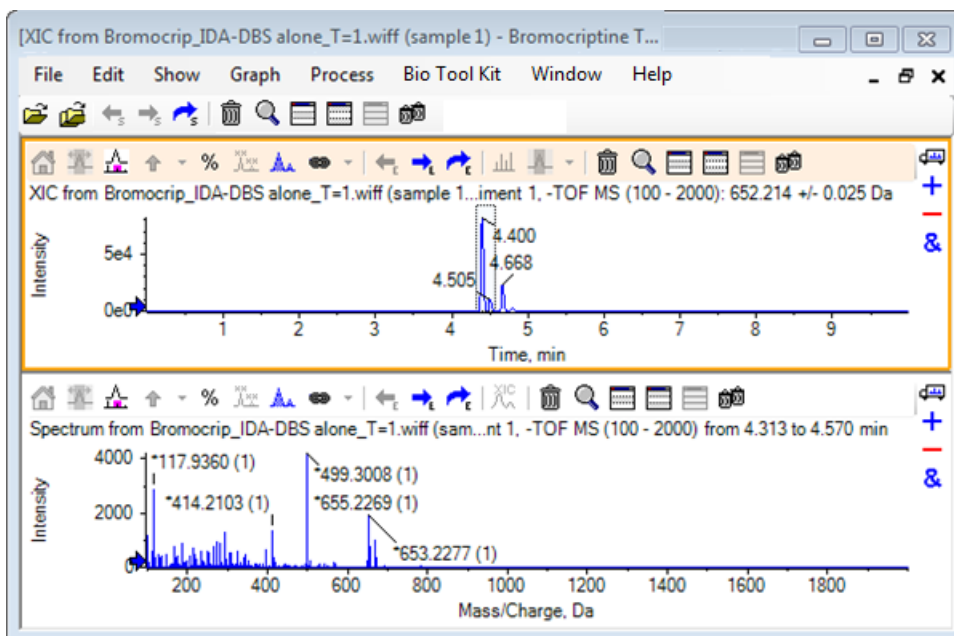 [XIC from Bromocrip_IDA-DBS alone_T=1.wiff (sample 1) - Bromocriptine T...
File Edit Show Graph Process Bio Tool Kit Window Help
XIC from Bromocrip_IDA-DBS alone_T=1.wiff (sample 1...iment 1, -TOF MS (100 - 2000): 652.214 +/- 0.025 Da
Intensity
5e4
0e0
4.400
4.505
4.668
1 2 3 4 5 6 7 8 9
Time, min
Spectrum from Bromocrip_IDA-DBS alone_T=1.wiff (sam...nt 1, -TOF MS (100 - 2000) from 4.313 to 4.570 min
Intensity
4000
2000
0
*117.9360 (1)
*499.3008 (1)
*414.2103 (1)
*655.2269 (1)
*653.2277 (1)
200 400 600 800 1000 1200 1400 1600 1800
Mass/Charge, Da